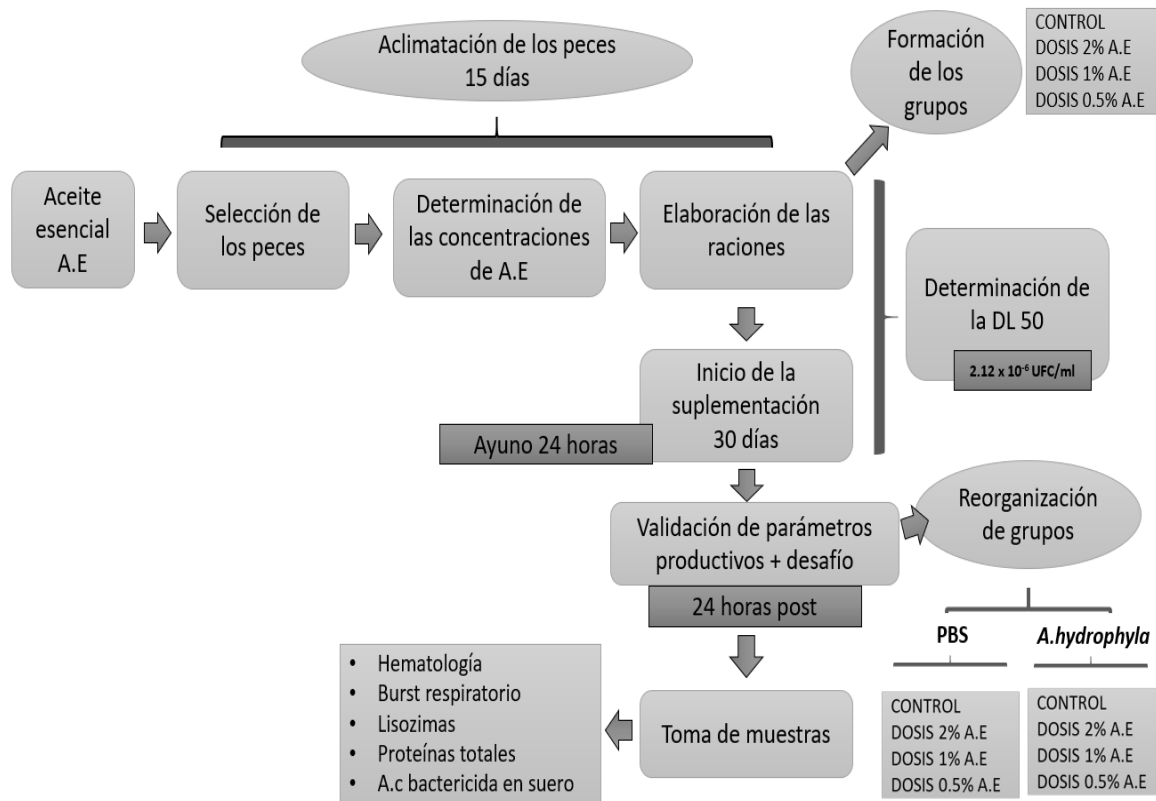 Aclimatación de los peces
15 días
Formación
de los
grupos
CONTROL
DOSIS 2% A.E
DOSIS 1% A.E
DOSIS 0.5% A.E
Aceite
esencial
A.E
Selección de
los peces
Determinación de
las concentraciones
de A.E
Elaboración de las
raciones
Determinación de
la DL 50
2.12 x 10⁻⁶ UFC/ml
Inicio de la
suplementación
30 días
Ayuno 24 horas
Validación de parámetros
productivos + desafío
24 horas post
Reorganización
de grupos
PBS
A.hydrophyla
CONTROL
DOSIS 2% A.E
DOSIS 1% A.E
DOSIS 0.5% A.E
CONTROL
DOSIS 2% A.E
DOSIS 1% A.E
DOSIS 0.5% A.E
Toma de muestras
• Hematología
• Burst respiratorio
• Lisozimas
• Proteínas totales
• A.c bactericida en suero